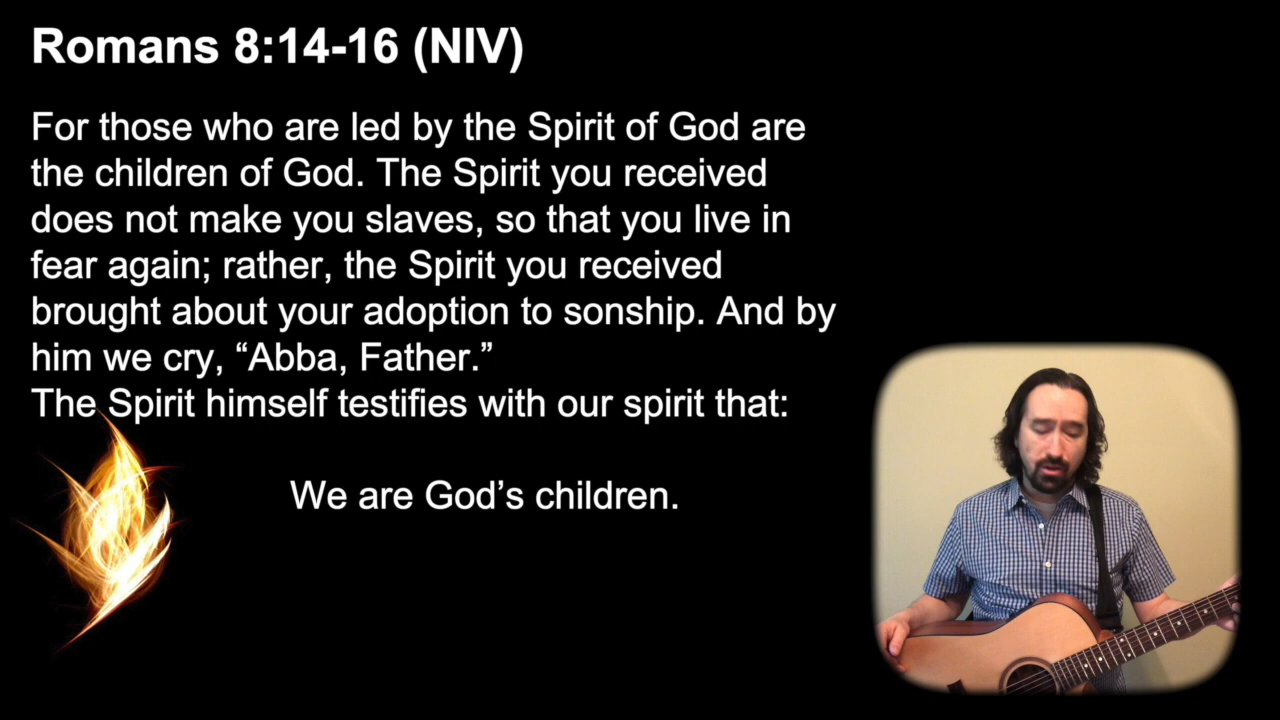 Romans 8:14-16 (NIV)
For those who are led by the Spirit of God are
the children of God. The Spirit you received
does not make you slaves, so that you live in
fear again; rather, the Spirit you received
brought about your adoption to sonship. And by
him we cry, “Abba, Father.”
The Spirit himself testifies with our spirit that:
We are God’s children.